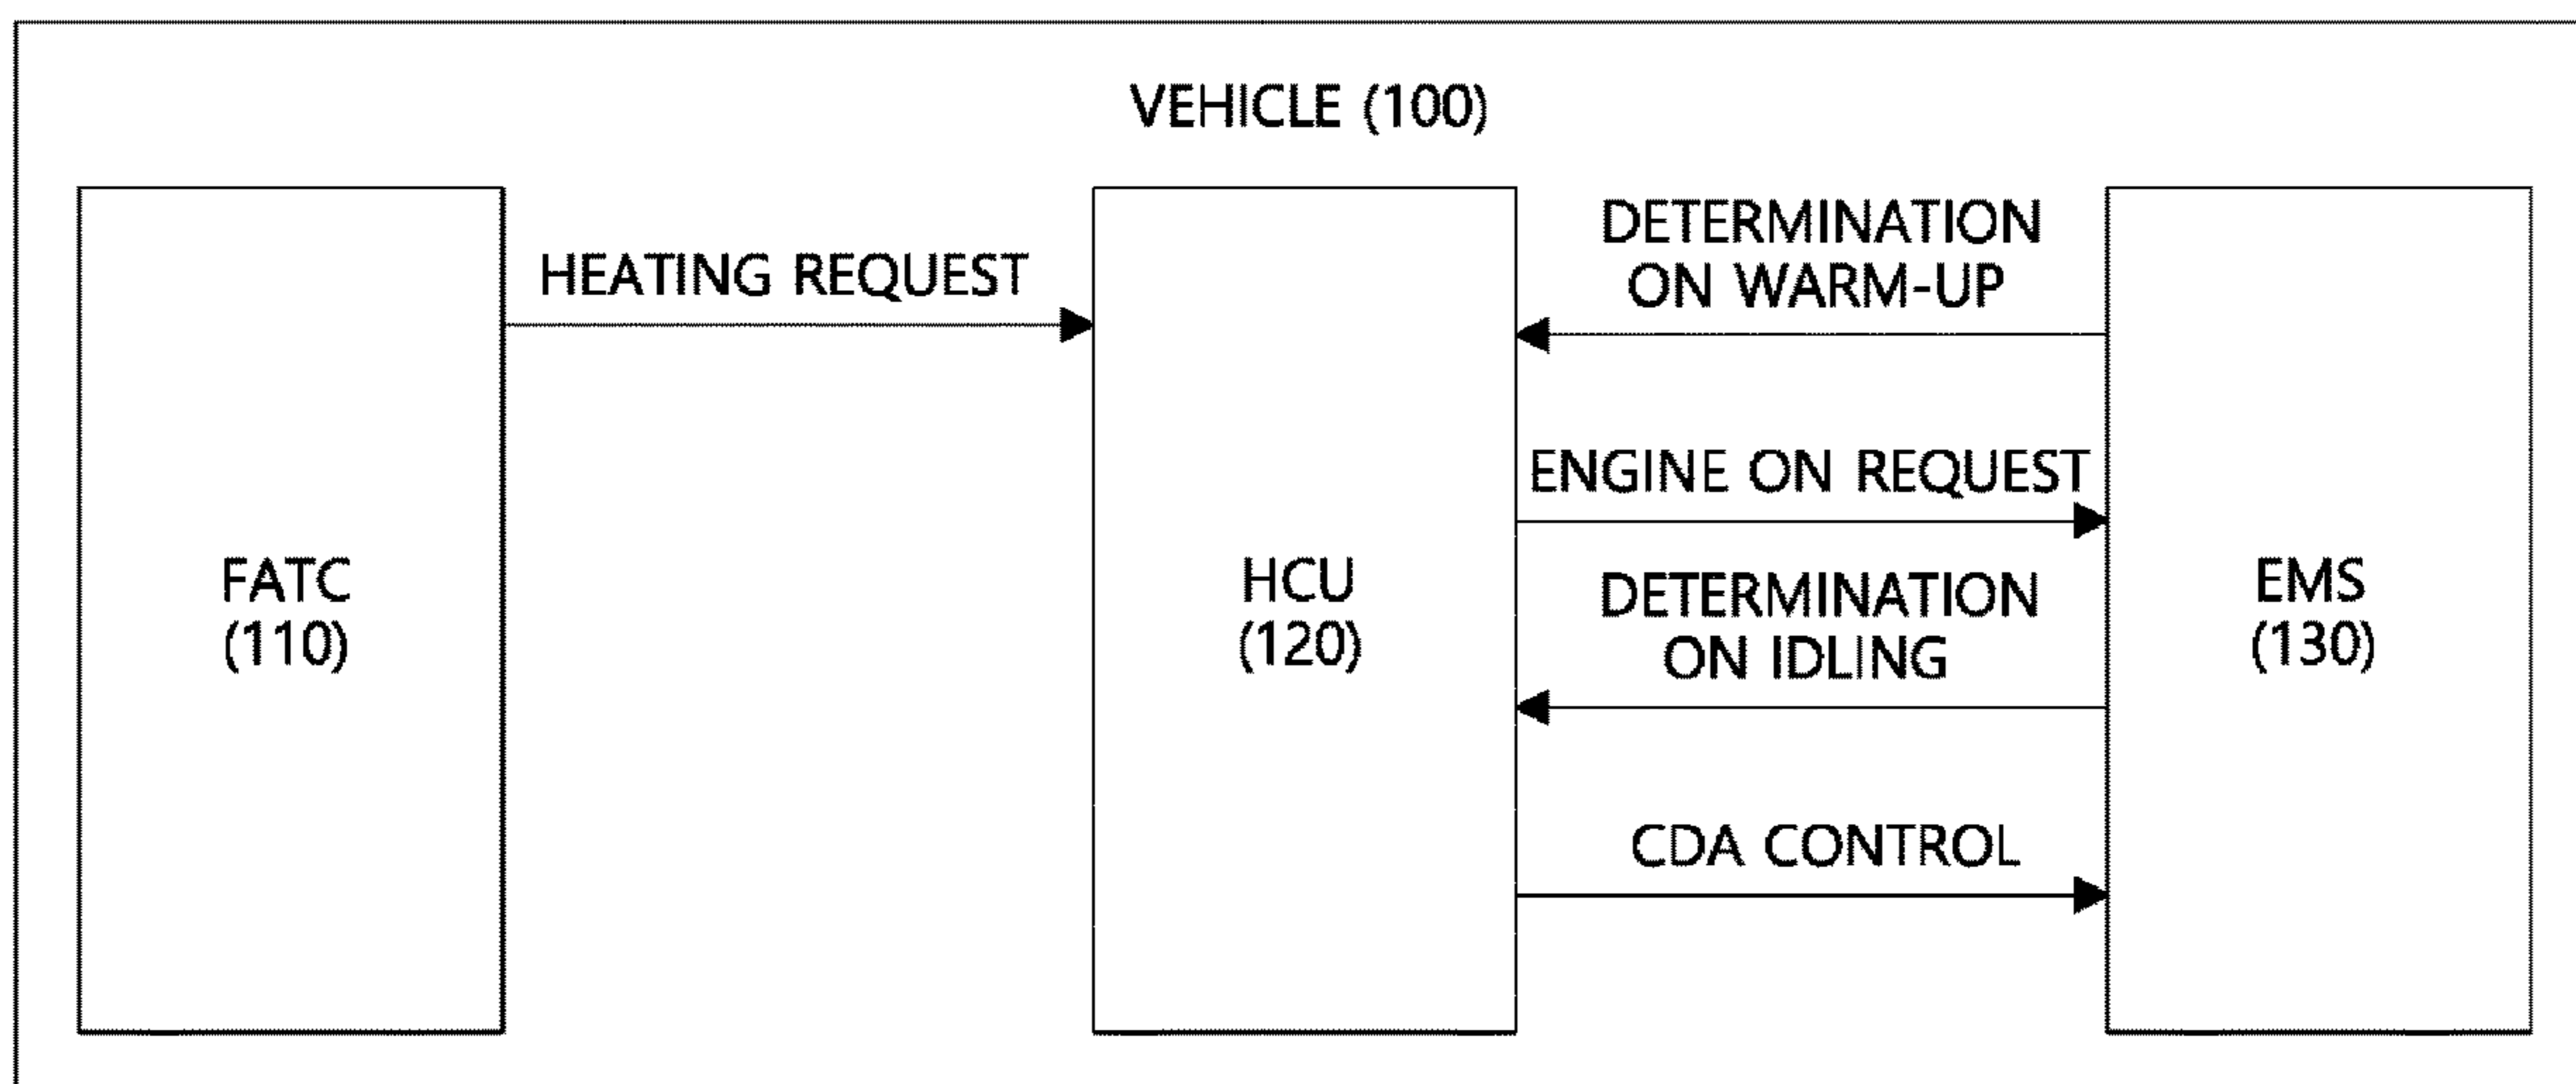 VEHICLE (100)
HEATING REQUEST
DETERMINATION
ON WARM-UP
ENGINE ON REQUEST
FATC
(110)
HCU
(120)
DETERMINATION
ON IDLING
EMS
(130)
CDA CONTROL